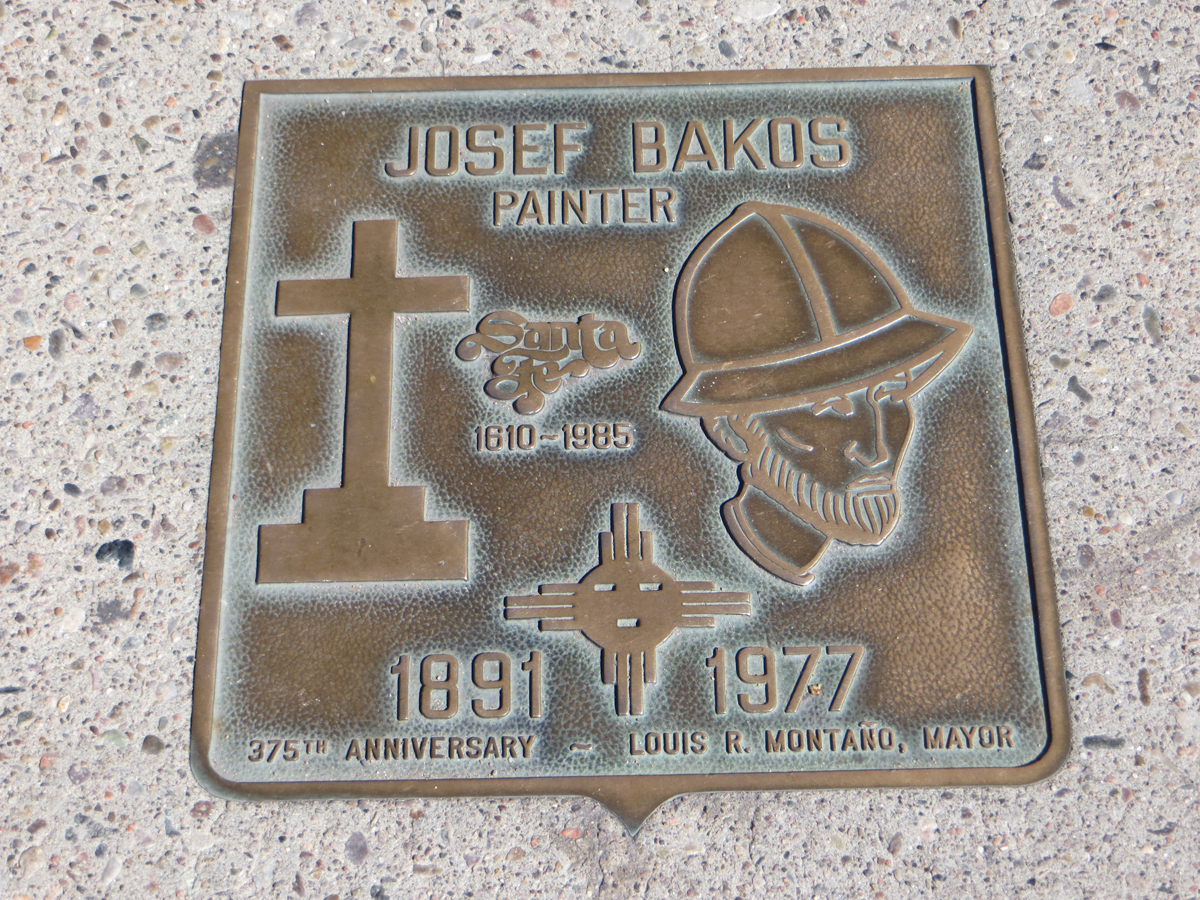 JOSEF BAKOS
PAINTER
Santa
Fe
1610~1985
1891 1977
375TH ANNIVERSARY ~ LOUIS R. MONTAÑO, MAYOR